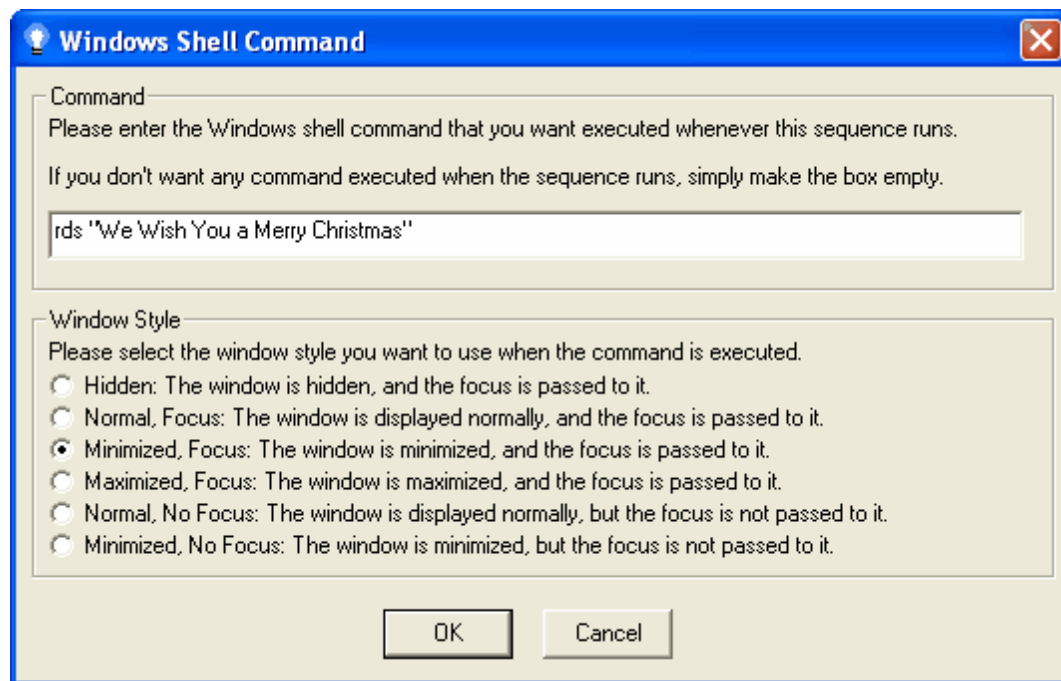 Windows Shell Command
Command
Please enter the Windows shell command that you want executed whenever this sequence runs.
If you don't want any command executed when the sequence runs, simply make the box empty.
rds "We Wish You a Merry Christmas"
Window Style
Please select the window style you want to use when the command is executed.
Hidden: The window is hidden, and the focus is passed to it.
Normal, Focus: The window is displayed normally, and the focus is passed to it.
Minimized, Focus: The window is minimized, and the focus is passed to it.
Maximized, Focus: The window is maximized, and the focus is passed to it.
Normal, No Focus: The window is displayed normally, but the focus is not passed to it.
Minimized, No Focus: The window is minimized, but the focus is not passed to it.
OK Cancel